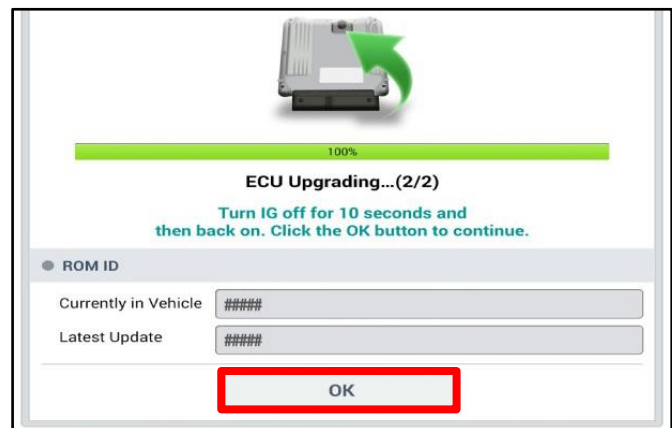 100%
ECU Upgrading...(2/2)
Turn IG off for 10 seconds and
then back on. Click the OK button to continue.
ROM ID
Currently in Vehicle #####
Latest Update #####
OK